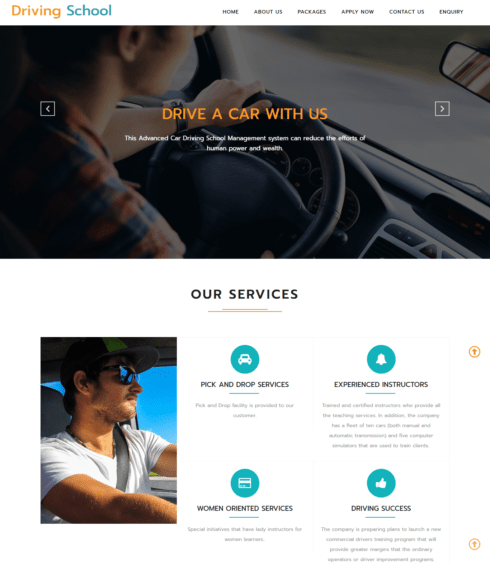 Driving School
HOME ABOUT US PACKAGES APPLY NOW CONTACT US ENQUIRY
DRIVE A CAR WITH US
This Advanced Car Driving School Management system can reduce the efforts of
human power and wealth.
OUR SERVICES
PICK AND DROP SERVICES
Pick and Drop facility is provided to our
customer
EXPERIENCED INSTRUCTORS
Trained and certified instructors who provide all
the teaching services. In addition, the company
has a fleet of ten cars (both manual and
automatic transmission) and five computer
simulators that are used to train clients.
WOMEN ORIENTED SERVICES
Special initiatives that have lady instructors for
women learners.
DRIVING SUCCESS
The company is preparing plans to launch a new
commercial drivers training program that will
provide greater margins that the ordinary
operators or driver improvement programs.